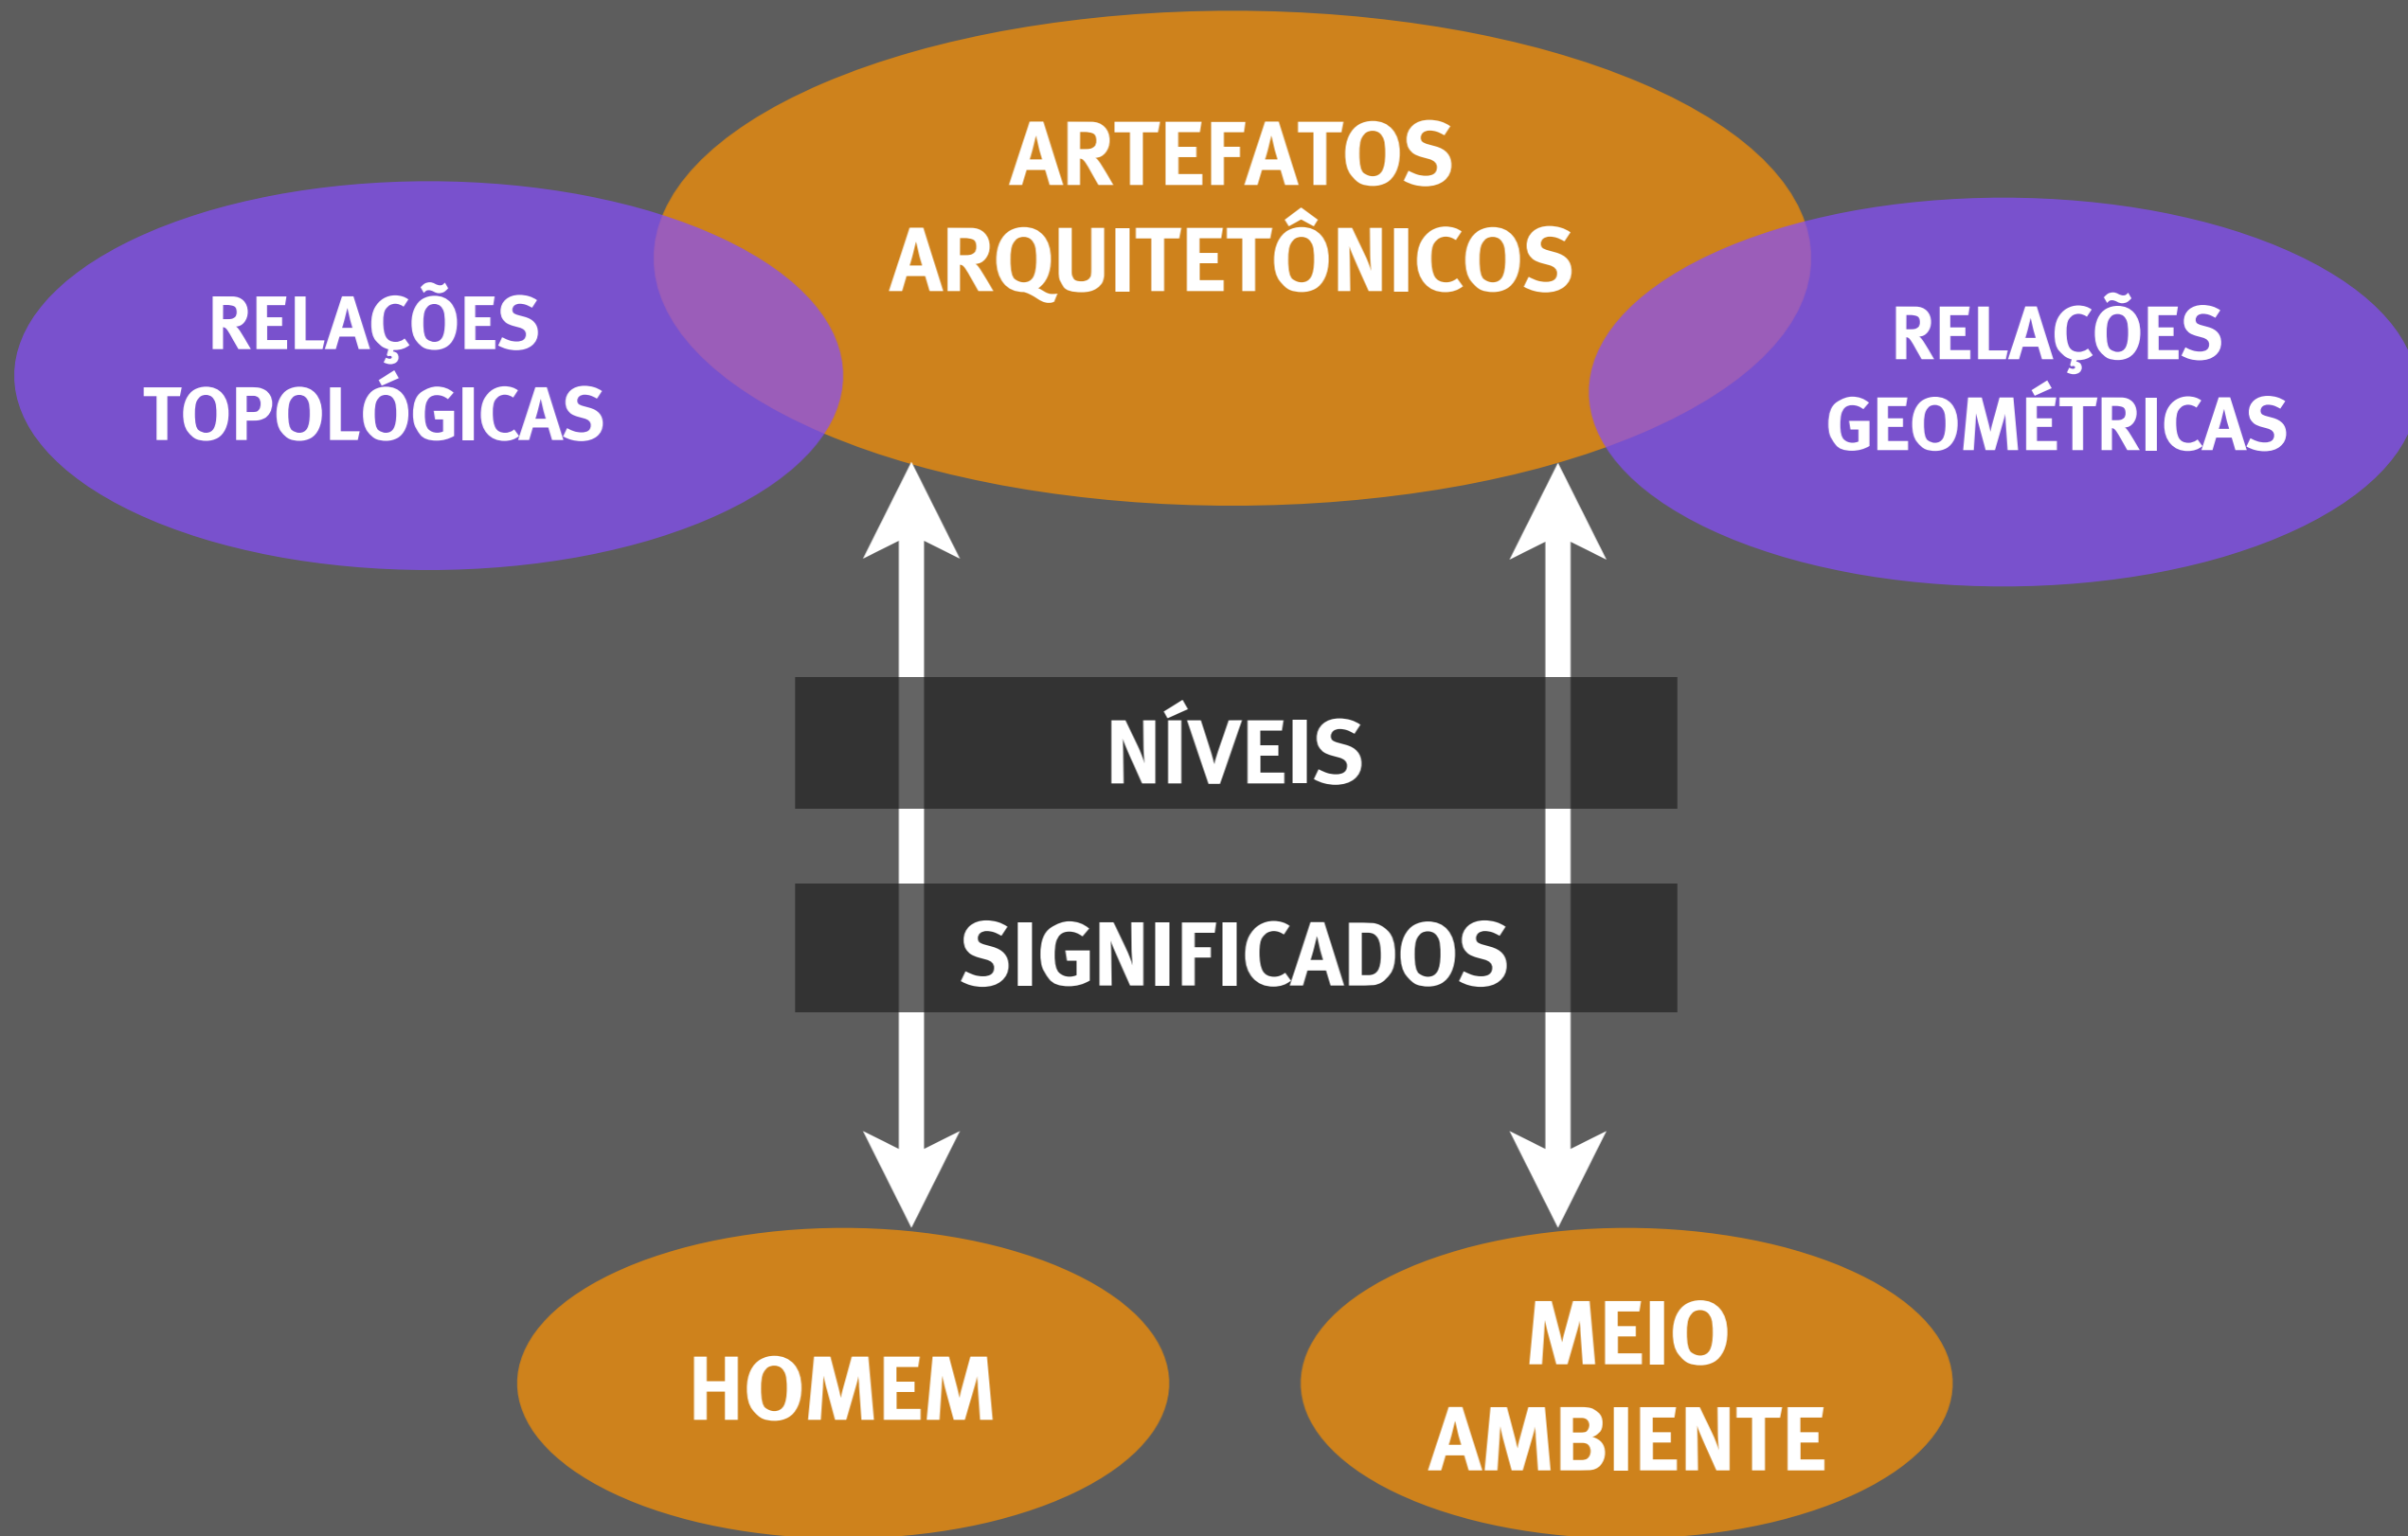 ARTEFATOS
ARQUITETÔNICOS
RELAÇÕES
TOPOLÓGICAS
RELAÇÕES
GEOMÉTRICAS
NÍVEIS
SIGNIFICADOS
HOMEM
MEIO
AMBIENTE